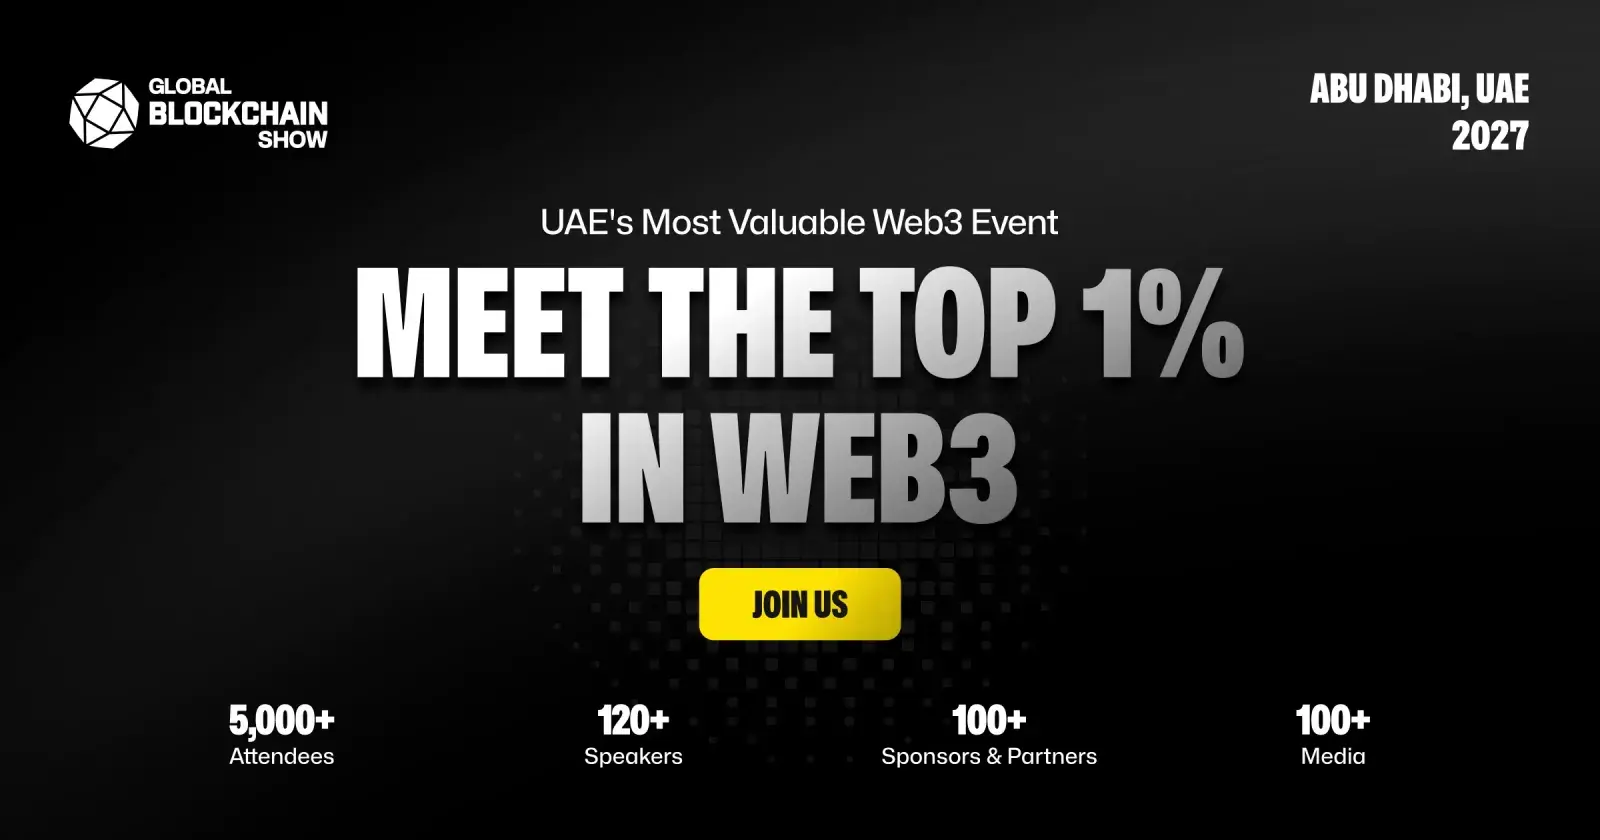 GLOBAL
BLOCKCHAIN
SHOW
ABU DHABI, UAE
2027
UAE's Most Valuable Web3 Event
MEET THE TOP 1%
IN WEB3
JOIN US
5,000+
Attendees
120+
Speakers
100+
Sponsors & Partners
100+
Media